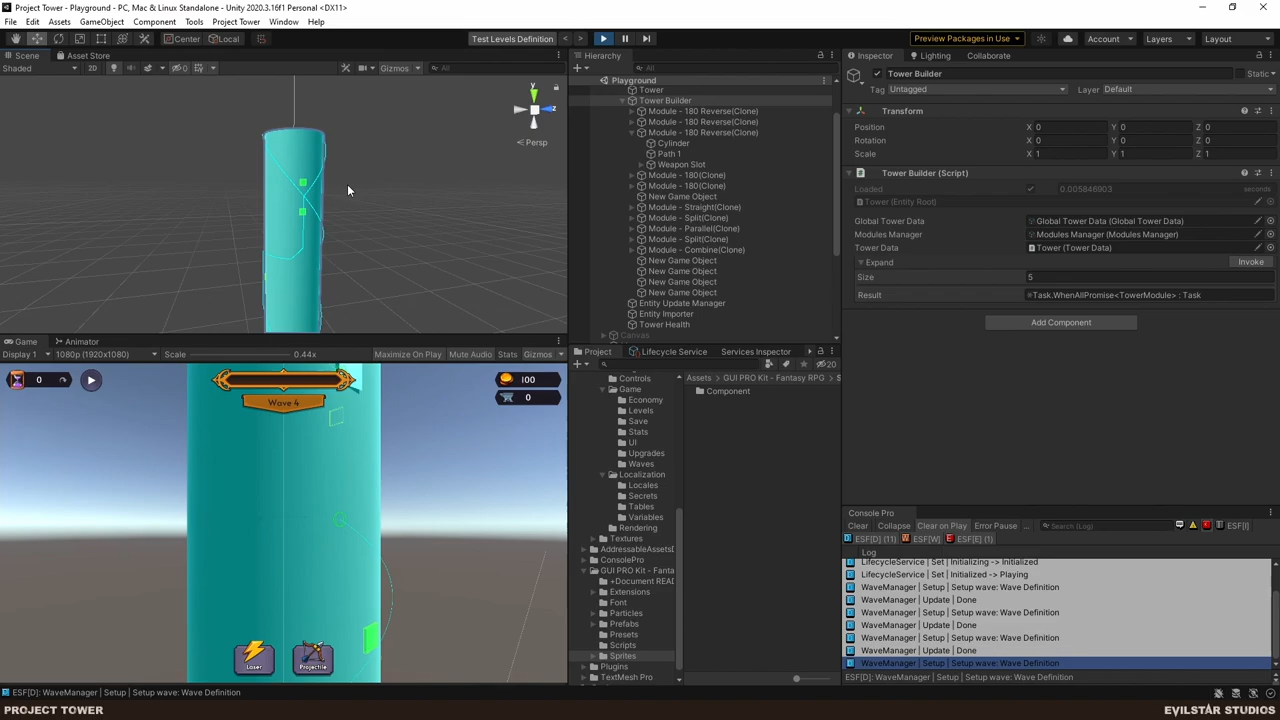 Project Tower - Playground - PC, Mac & Linux Standalone - Unity 2020.3.16f1 Personal <DX11>
File Edit Assets GameObject Component Tools Project Tower Window Help
Center Local Test Levels Definition Preview Packages in Use Account Layers Layout
Scene Asset Store
Shaded 2D 0 Gizmos All
y z
Persp
Game Animator
Display 1 1080p (1920x1080) Scale 0.44x Maximize On Play Mute Audio Stats Gizmos
0 100
0
Wave 4
Laser Projectile
Hierarchy
All
Playground
Tower
Tower Builder
Module - 180 Reverse(Clone)
Module - 180 Reverse(Clone)
Module - 180 Reverse(Clone)
Cylinder
Path 1
Weapon Slot
Module - 180(Clone)
Module - 180(Clone)
New Game Object
Module - Straight(Clone)
Module - Split(Clone)
Module - Parallel(Clone)
Module - Split(Clone)
Module - Combine(Clone)
New Game Object
New Game Object
New Game Object
New Game Object
Entity Update Manager
Entity Importer
Tower Health
Canvas
Project Lifecycle Service Services Inspector
20
Controls
Game
Economy
Levels
Save
Stats
UI
Upgrades
Waves
Localization
Locales
Secrets
Tables
Variables
Rendering
Textures
AddressableAssetsD
ConsolePro
GUI PRO Kit - Fanta
+Document READ
Extensions
Font
Particles
Prefabs
Presets
Scripts
Sprites
Plugins
TextMesh Pro
Assets GUI PRO Kit - Fantasy RPG S
Component
Inspector Lighting Collaborate
Tower Builder Static
Tag Untagged Layer Default
Transform
Position X 0 Y 0 Z 0
Rotation X 0 Y 0 Z 0
Scale X 1 Y 1 Z 1
Tower Builder (Script)
Loaded 0.005846903 seconds
Tower (Entity Root)
Global Tower Data Global Tower Data (Global Tower Data)
Modules Manager Modules Manager (Modules Manager)
Tower Data Tower (Tower Data)
Expand Invoke
Size 5
Result Task.WhenAllPromise<TowerModule> : Task
Add Component
Console Pro
Clear Collapse Clear on Play Error Pause ... Search (Log) ESF[I]
ESF[D] (11) ESF[W] ESF[E] (1)
Log
LifecycleService | Set | Initializing -> Initialized
LifecycleService | Set | Initialized -> Playing
WaveManager | Setup | Setup wave: Wave Definition
WaveManager | Update | Done
WaveManager | Setup | Setup wave: Wave Definition
WaveManager | Update | Done
WaveManager | Setup | Setup wave: Wave Definition
WaveManager | Update | Done
WaveManager | Setup | Setup wave: Wave Definition
ESF[D]: WaveManager | Setup | Setup wave: Wave Definition
ESF[D]: WaveManager | Setup | Setup wave: Wave Definition
PROJECT TOWER EVILSTAR STUDIOS